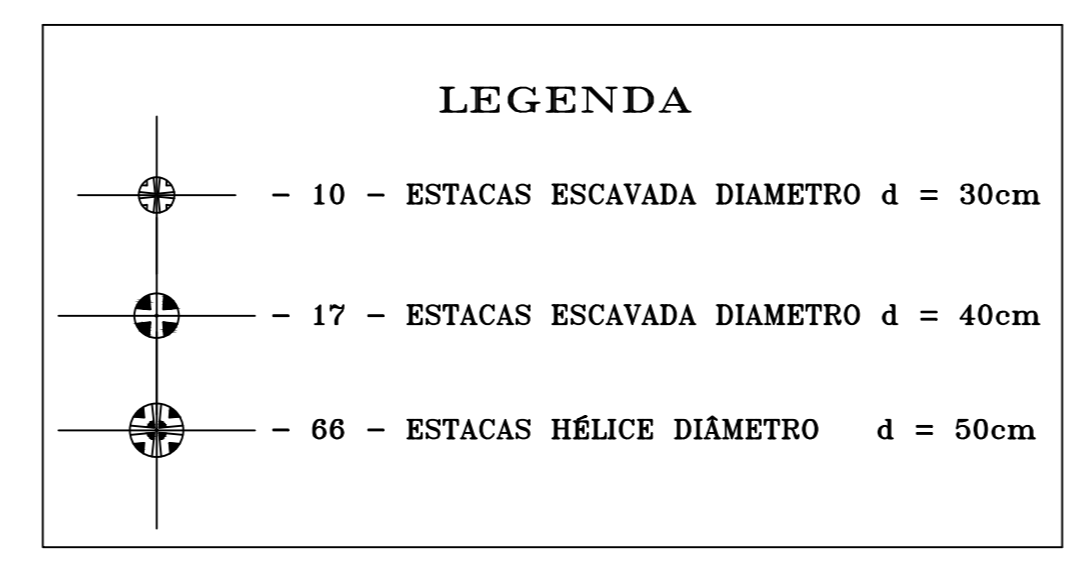 LEGENDA
- 10 - ESTACAS ESCAVADA DIAMETRO d = 30cm
- 17 - ESTACAS ESCAVADA DIAMETRO d = 40cm
- 66 - ESTACAS HÉLICE DIÂMETRO d = 50cm